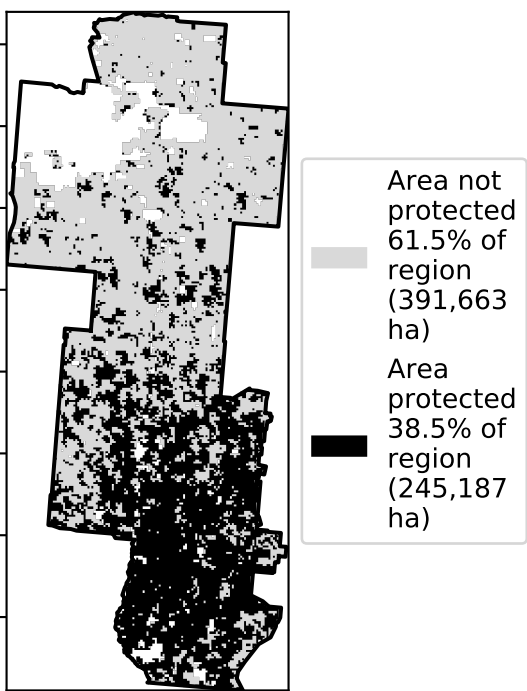 Area not
protected
61.5% of
region
(391,663
ha)
Area
protected
38.5% of
region
(245,187
ha)